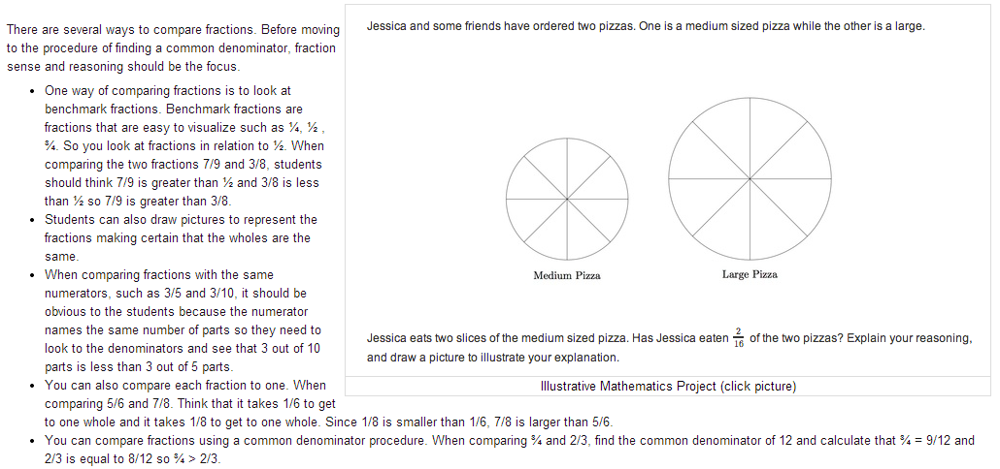 There are several ways to compare fractions. Before moving
to the procedure of finding a common denominator, fraction
sense and reasoning should be the focus.
• One way of comparing fractions is to look at
benchmark fractions. Benchmark fractions are
fractions that are easy to visualize such as ¼, ½ ,
¾. So you look at fractions in relation to ½. When
comparing the two fractions 7/9 and 3/8, students
should think 7/9 is greater than ½ and 3/8 is less
than ½ so 7/9 is greater than 3/8.
• Students can also draw pictures to represent the
fractions making certain that the wholes are the
same.
• When comparing fractions with the same
numerators, such as 3/5 and 3/10, it should be
obvious to the students because the numerator
names the same number of parts so they need to
look to the denominators and see that 3 out of 10
parts is less than 3 out of 5 parts.
• You can also compare each fraction to one. When
comparing 5/6 and 7/8. Think that it takes 1/6 to get
to one whole and it takes 1/8 to get to one whole. Since 1/8 is smaller than 1/6, 7/8 is larger than 5/6.
• You can compare fractions using a common denominator procedure. When comparing ¾ and 2/3, find the common denominator of 12 and calculate that ¾ = 9/12 and
2/3 is equal to 8/12 so ¾ > 2/3.
Jessica and some friends have ordered two pizzas. One is a medium sized pizza while the other is a large.
Medium Pizza
Large Pizza
Jessica eats two slices of the medium sized pizza. Has Jessica eaten 2/16 of the two pizzas? Explain your reasoning,
and draw a picture to illustrate your explanation.
Illustrative Mathematics Project (click picture)